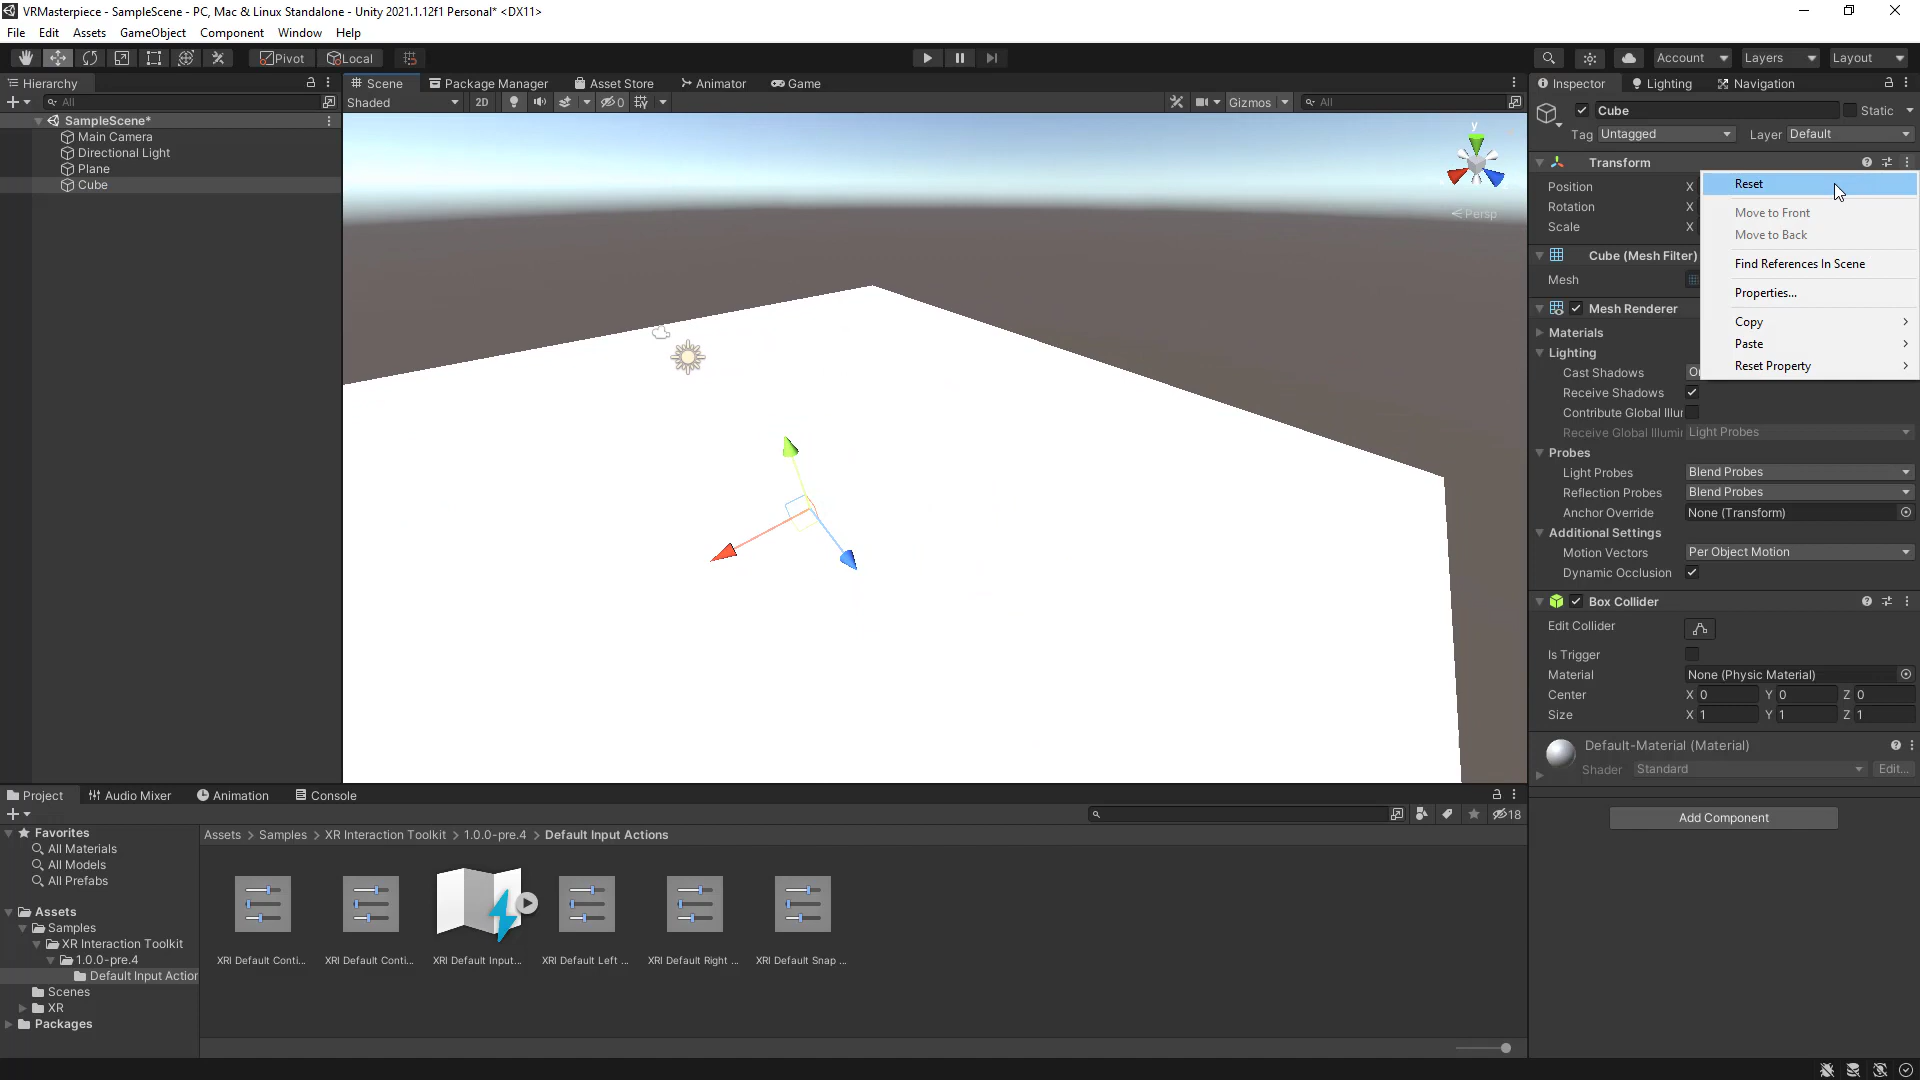 VRMasterpiece - SampleScene - PC, Mac & Linux Standalone - Unity 2021.1.12f1 Personal* <DX11>
File Edit Assets GameObject Component Window Help
Pivot Local Account Layers Layout
Hierarchy
All
SampleScene*
Main Camera
Directional Light
Plane
Cube
Scene Package Manager Asset Store Animator Game
Shaded 2D 0 Gizmos All
y
Persp
Inspector Lighting Navigation
Cube Static
Tag Untagged Layer Default
Transform
Position X
Rotation X
Scale X
Reset
Move to Front
Move to Back
Find References In Scene
Properties...
Copy
Paste
Reset Property
Cube (Mesh Filter)
Mesh
Mesh Renderer
Materials
Lighting
Cast Shadows
Receive Shadows
Contribute Global Illur
Receive Global Illumir Light Probes
Probes
Light Probes Blend Probes
Reflection Probes Blend Probes
Anchor Override None (Transform)
Additional Settings
Motion Vectors Per Object Motion
Dynamic Occlusion
Box Collider
Edit Collider
Is Trigger
Material None (Physic Material)
Center X 0 Y 0 Z 0
Size X 1 Y 1 Z 1
Default-Material (Material)
Shader Standard Edit...
Add Component
Project Audio Mixer Animation Console
18
Favorites
All Materials
All Models
All Prefabs
Assets
Samples
XR Interaction Toolkit
1.0.0-pre.4
Default Input Action
Scenes
XR
Packages
Assets > Samples > XR Interaction Toolkit > 1.0.0-pre.4 > Default Input Actions
XRI Default Conti... XRI Default Conti... XRI Default Input... XRI Default Left ... XRI Default Right ... XRI Default Snap ...